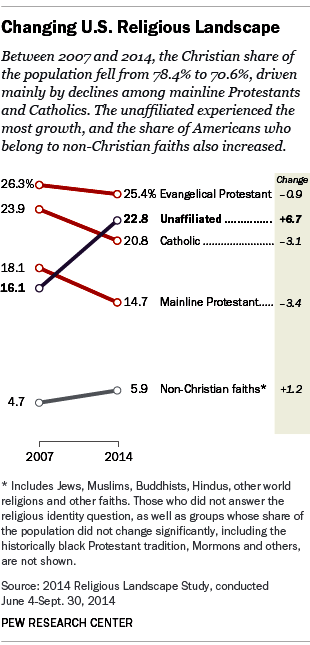 Changing U.S. Religious Landscape
Between 2007 and 2014, the Christian share of
the population fell from 78.4% to 70.6%, driven
mainly by declines among mainline Protestants
and Catholics. The unaffiliated experienced the
most growth, and the share of Americans who
belong to non-Christian faiths also increased.
Change
26.3% 25.4% Evangelical Protestant –0.9
23.9 22.8 Unaffiliated ............... +6.7
20.8 Catholic ........................ –3.1
18.1
16.1 14.7 Mainline Protestant..... –3.4
4.7 5.9 Non-Christian faiths* +1.2
2007 2014
* Includes Jews, Muslims, Buddhists, Hindus, other world
religions and other faiths. Those who did not answer the
religious identity question, as well as groups whose share of
the population did not change significantly, including the
historically black Protestant tradition, Mormons and others,
are not shown.
Source: 2014 Religious Landscape Study, conducted
June 4-Sept. 30, 2014
PEW RESEARCH CENTER